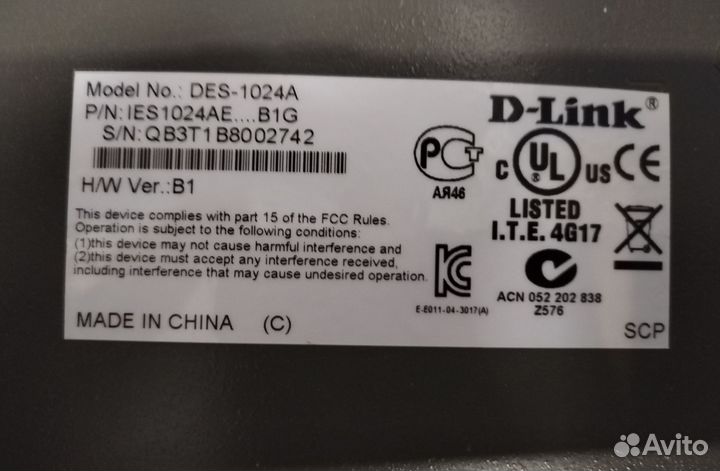 Model No.: DES-1024A
P/N:IES1024AE....B1G
S/N:QB3T1B8002742
H/W Ver.:B1
This device complies with part 15 of the FCC Rules.
Operation is subject to the following conditions:
(1)this device may not cause harmful interference and
(2)this device must accept any interference received,
including interference that may cause undesired operation.
MADE IN CHINA (C)
D-Link®
РСТ
АЯ46
C UL® US CE
LISTED
I.T.E. 4G17
E-E011-04-3017(A)
ACN 052 202 838
Z576
SCP
Avito